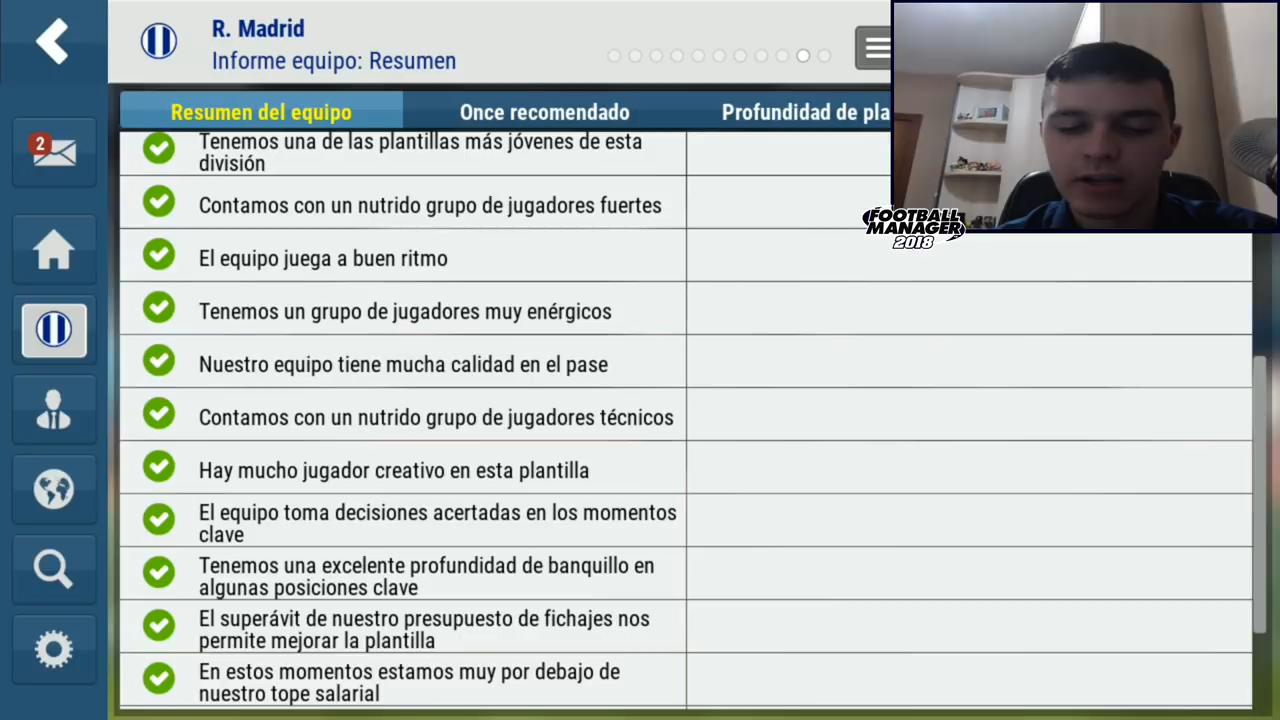 R. Madrid
Informe equipo: Resumen
Resumen del equipo
Once recomendado
Profundidad de pla
2
Tenemos una de las plantillas más jóvenes de esta
división
Contamos con un nutrido grupo de jugadores fuertes
El equipo juega a buen ritmo
Tenemos un grupo de jugadores muy enérgicos
Nuestro equipo tiene mucha calidad en el pase
Contamos con un nutrido grupo de jugadores técnicos
Hay mucho jugador creativo en esta plantilla
El equipo toma decisiones acertadas en los momentos
clave
Tenemos una excelente profundidad de banquillo en
algunas posiciones clave
El superávit de nuestro presupuesto de fichajes nos
permite mejorar la plantilla
En estos momentos estamos muy por debajo de
nuestro tope salarial
FOOTBALL
MANAGER
2018